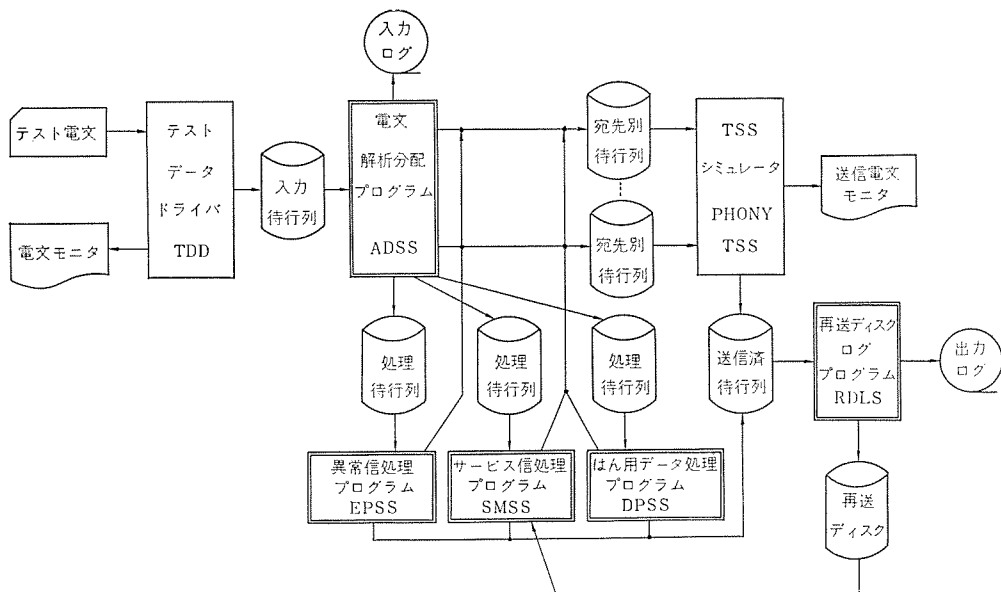 入力
ログ
テスト電文
テスト
データ
ドライバ
TDD
電文モニタ
入力
待行列
電文
解析分配
プログラム
ADSS
宛先別
待行列
宛先別
待行列
TSS
シミュレータ
PHONY
TSS
送信電文
モニタ
処理
待行列
処理
待行列
処理
待行列
送信済
待行列
再送ディスク
ログ
プログラム
RDLS
出力
ログ
異常信処理
プログラム
EPSS
サービス信処理
プログラム
SMSS
はん用データ処理
プログラム
DPSS
再送
ディスク